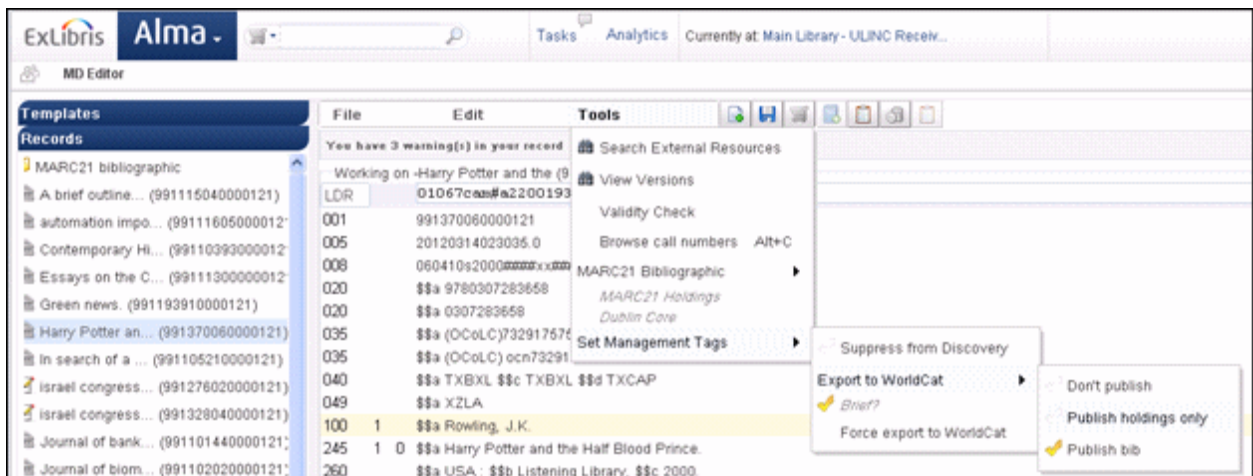 ExLibris Alma Tasks Analytics Currently at: Main Library - ULINC Receiv...
MD Editor
Templates
Records
MARC21 bibliographic
A brief outline... (991115040000121)
automation impo... (99111605000012
Contemporary Hi... (99110393000012
Essays on the C... (99111300000012
Green news. (991193910000121)
Harry Potter an... (991370060000121)
In search of a ... (991105210000121)
israel congress... (991276020000121)
israel congress... (991328040000121)
Journal of bank... (991101440000121)
Journal of biom... (991102020000121)
File Edit Tools
You have 3 warning(s) in your record
Working on -Harry Potter and the (9
LDR 01067cam#a2200193
001 991370060000121
005 20120314023035.0
008 060410s2000####xx###
020 $$a 9780307283658
020 $$a 0307283658
035 $$a (OCoLC)732917576
035 $$a (OCoLC) ocn73291
040 $$a TXBXL $$c TXBXL $$d TXCAP
049 $$a XZLA
100 1 $$a Rowling, J.K.
245 1 0 $$a Harry Potter and the Half Blood Prince.
260 $$a USA : $$b Listening Library, $$c 2000.
Search External Resources
View Versions
Validity Check
Browse call numbers Alt+C
MARC21 Bibliographic
MARC21 Holdings
Dublin Core
Set Management Tags
Suppress from Discovery
Export to WorldCat
Brief?
Force export to WorldCat
Don't publish
Publish holdings only
Publish bib